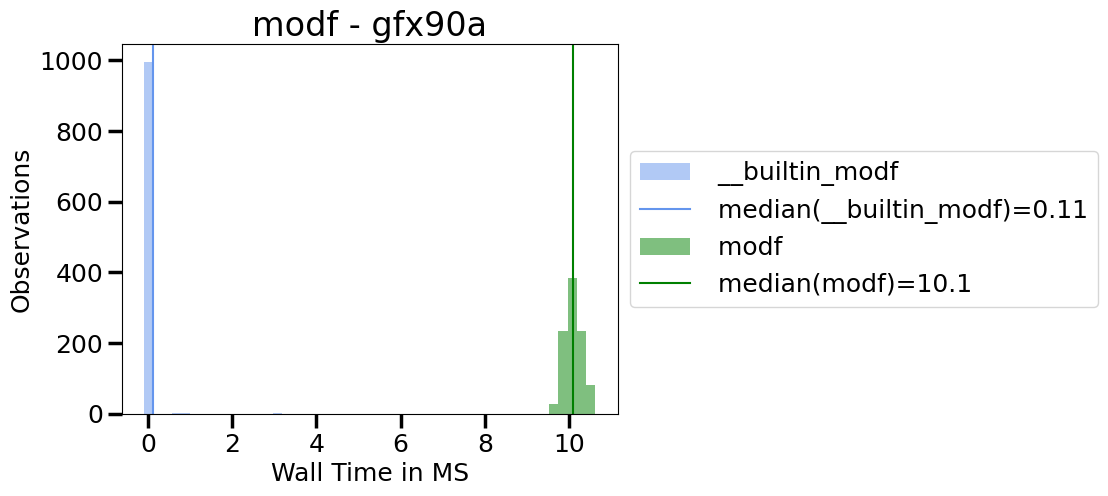 modf - gfx90a
1000
800
600
400
200
0
Observations
0 2 4 6 8 10
Wall Time in MS
__builtin_modf
median(__builtin_modf)=0.11
modf
median(modf)=10.1